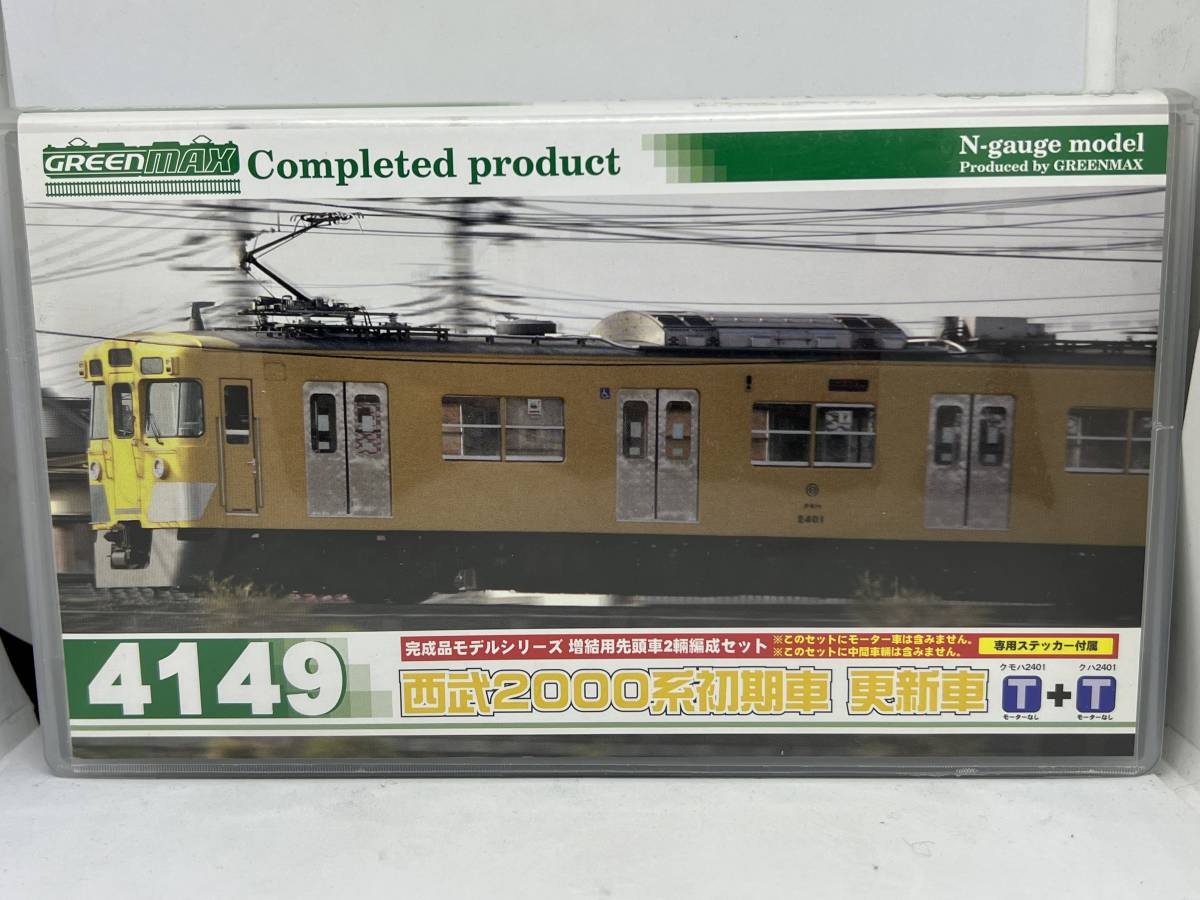 GREENMAX
Completed product
N-gauge model
Produced by GREENMAX
2401
4149
完成品モデルシリーズ 増結用先頭車2輛編成セット
※このセットにモーター車は含みません。
※このセットに中間車輛は含みません。
専用ステッカー付属
西武2000系初期車 更新車
クモハ2401
T
モーターなし
+
クハ2401
T
モーターなし